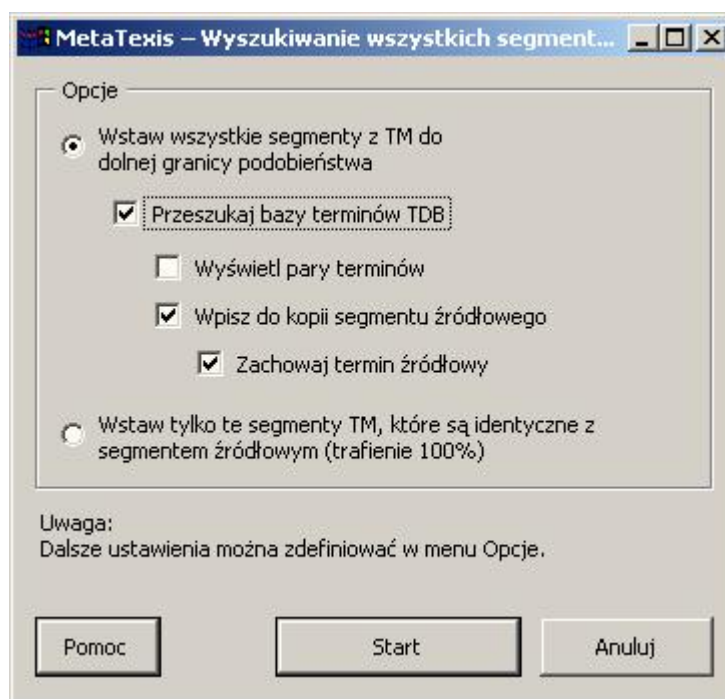 MetaTexis – Wyszukiwanie wszystkich segment...
Opcje
Wstaw wszystkie segmenty z TM do
dolnej granicy podobieństwa
Przeszukaj bazy terminów TDB
Wyświetl pary terminów
Wpisz do kopii segmentu źródłowego
Zachowaj termin źródłowy
Wstaw tylko te segmenty TM, które są identyczne z
segmentem źródłowym (trafienie 100%)
Uwaga:
Dalsze ustawienia można zdefiniować w menu Opcje.
Pomoc
Start
Anuluj